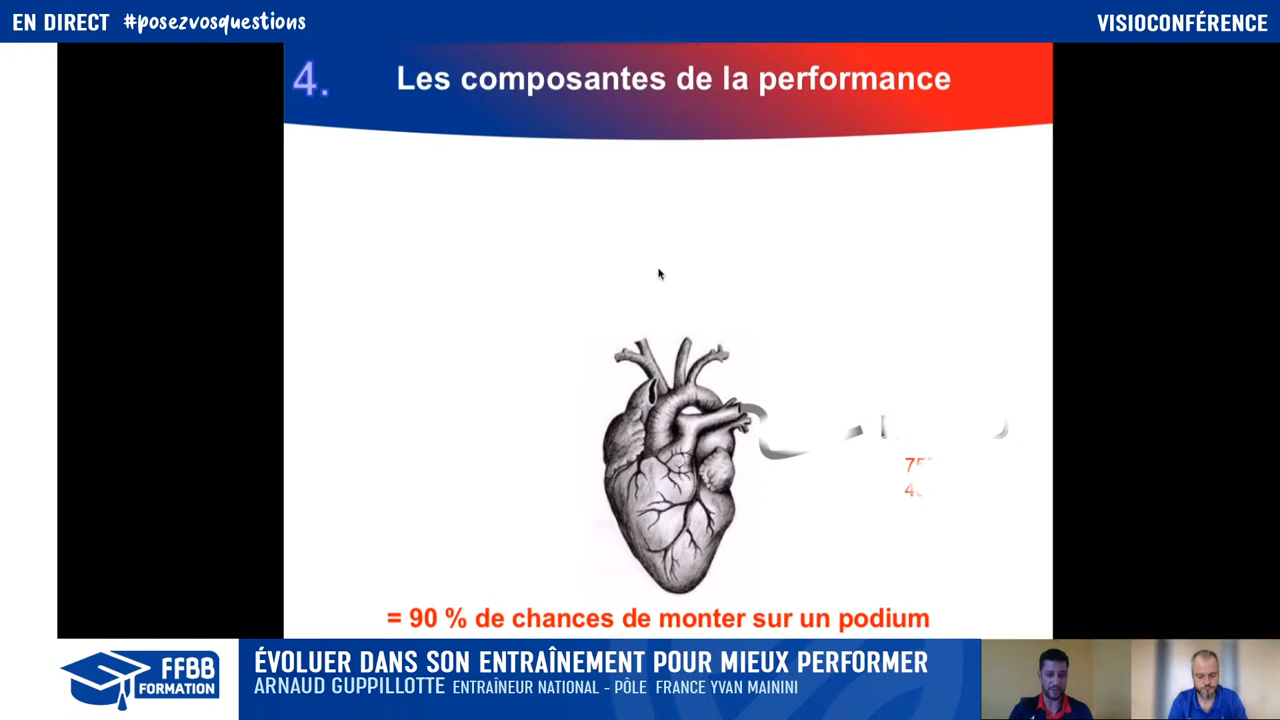 EN DIRECT #posezvosquestions
VISIOCONFÉRENCE
4. Les composantes de la performance
= 90 % de chances de monter sur un podium
FFBB
FORMATION
ÉVOLUER DANS SON ENTRAÎNEMENT POUR MIEUX PERFORMER
ARNAUD GUPPILLOTTE ENTRAÎNEUR NATIONAL - PÔLE FRANCE YVAN MAININI